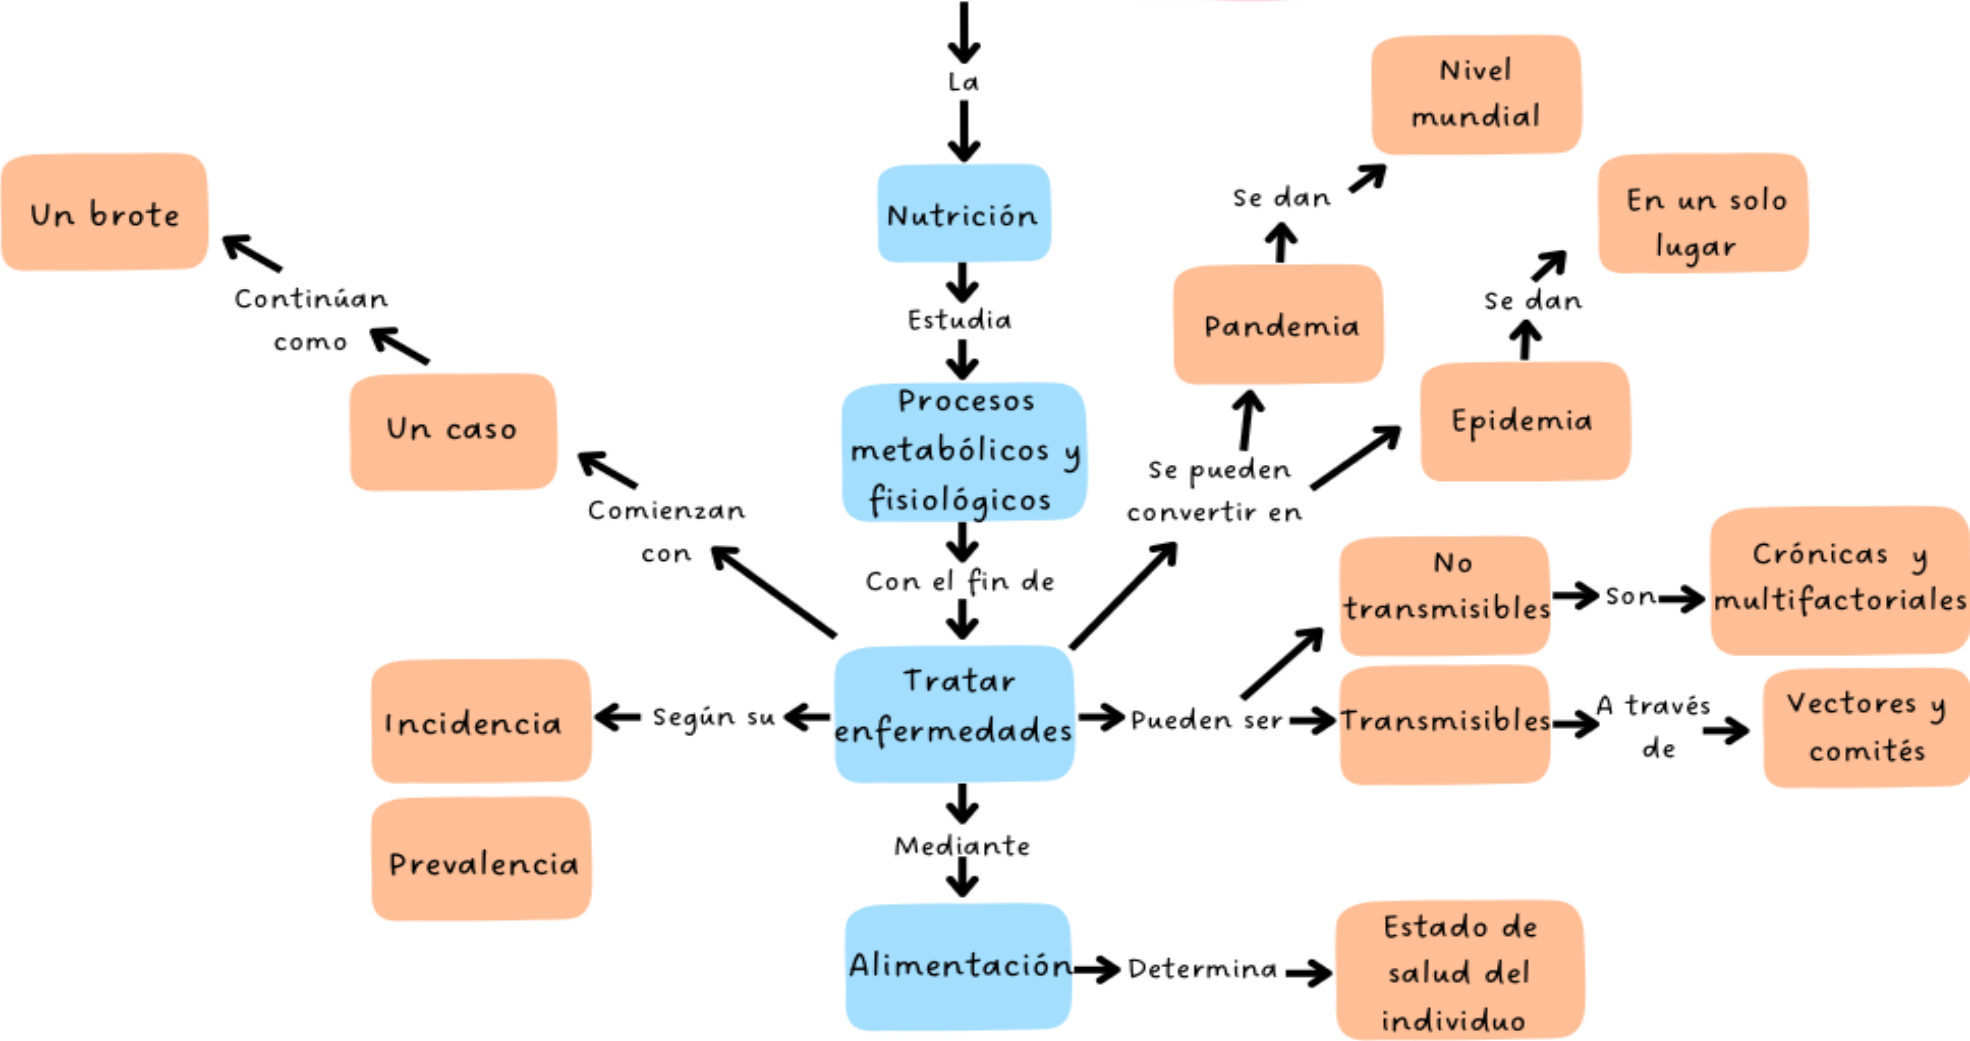 La
Nutrición
Estudia
Procesos
metabólicos y
fisiológicos
Con el fin de
Tratar
enfermedades
Comienzan
con
Un caso
Continúan
como
Un brote
Se pueden
convertir en
Pandemia
Se dan
Nivel
mundial
Epidemia
Se dan
En un solo
lugar
Según su
Incidencia
Prevalencia
Pueden ser
No
transmisibles
Son
Crónicas y
multifactoriales
Transmisibles
A través
de
Vectores y
comités
Mediante
Alimentación
Determina
Estado de
salud del
individuo